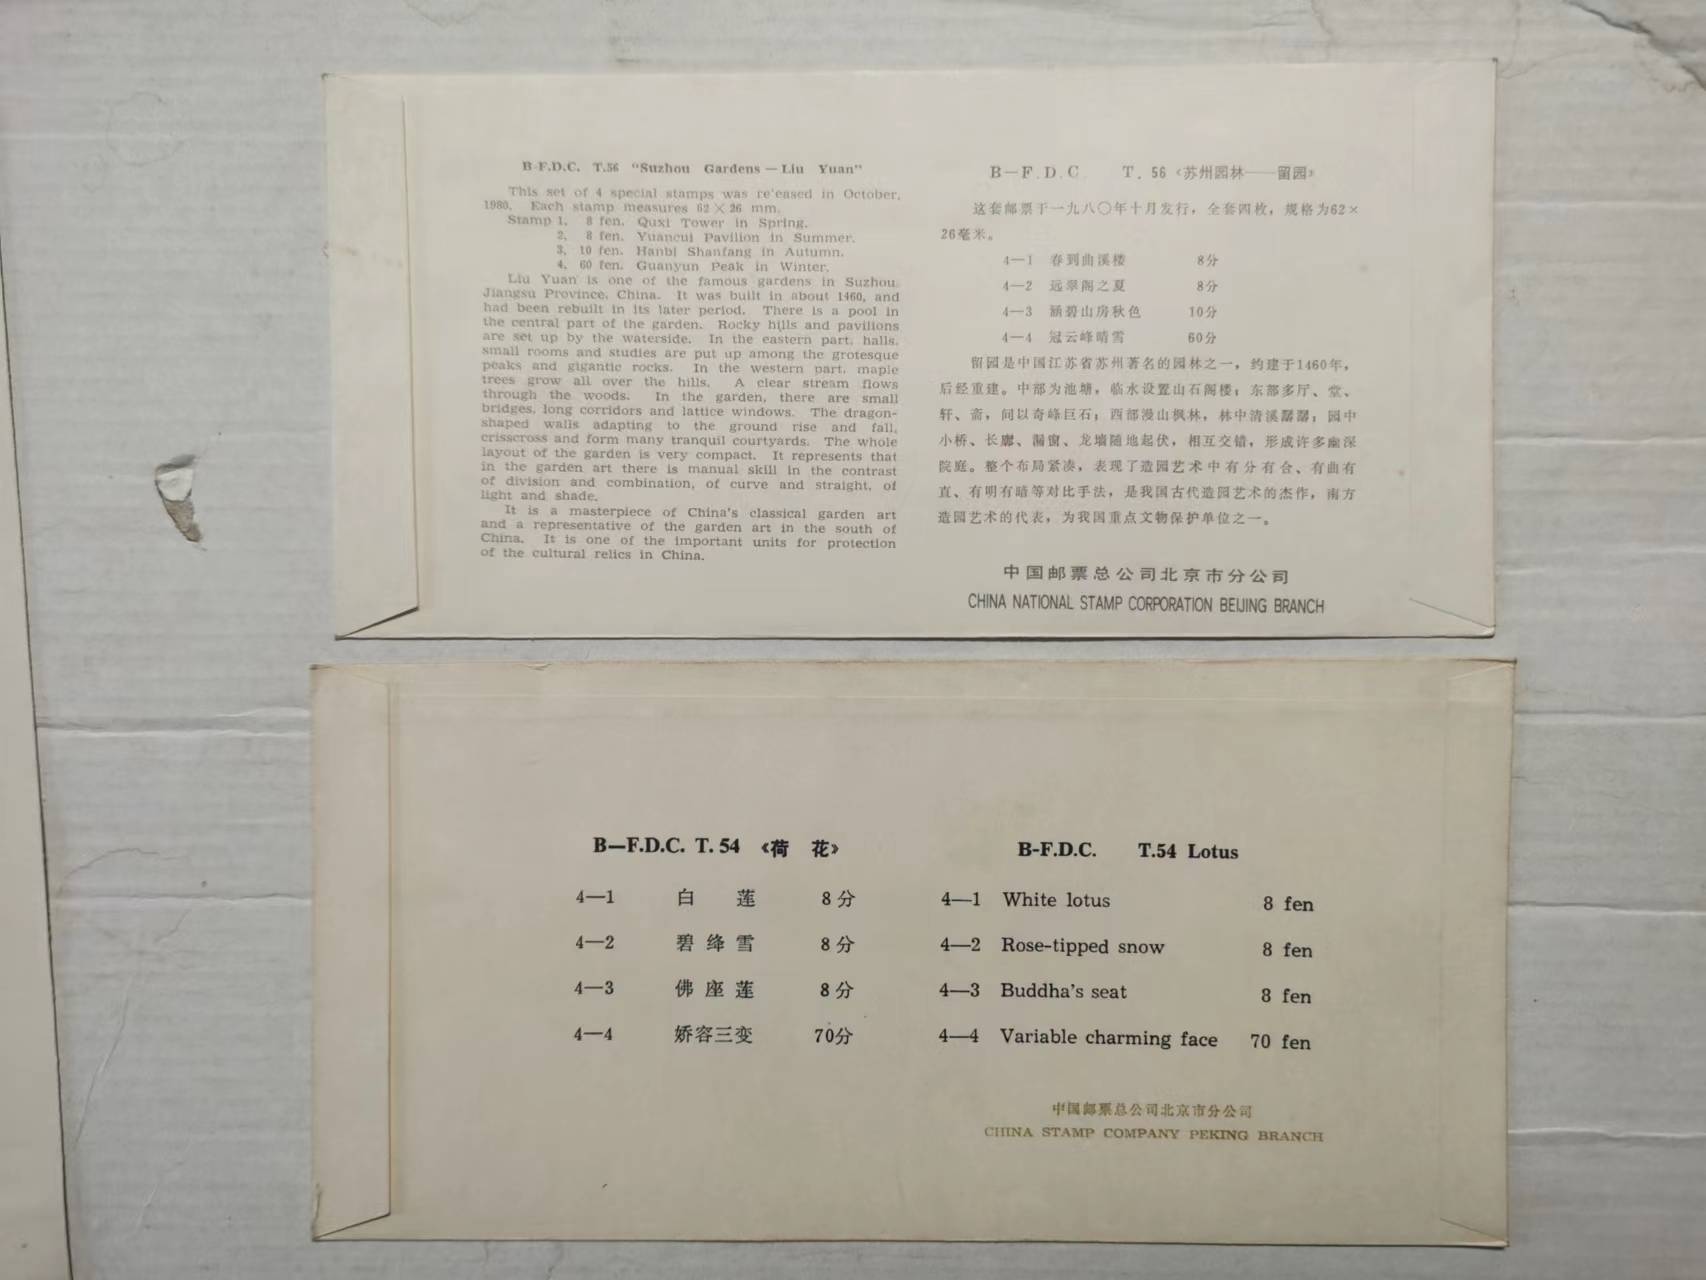 B-F.D.C. T.56 "Suzhou Gardens — Liu Yuan"
This set of 4 special stamps was re'eased in October,
1980. Each stamp measures 62 × 26 mm.
Stamp 1, 8 fen. Quxi Tower in Spring.
2, 8 fen. Yuancui Pavilion in Summer.
3, 10 fen. Hanbi Shanfang in Autumn.
4, 60 fen. Guanyun Peak in Winter.
Liu Yuan is one of the famous gardens in Suzhou,
Jiangsu Province, China. It was built in about 1460, and
had been rebuilt in its later period. There is a pool in
the central part of the garden. Rocky hills and pavilions
are set up by the waterside. In the eastern part, halls,
small rooms and studies are put up among the grotesque
peaks and gigantic rocks. In the western part, maple
trees grow all over the hills. A clear stream flows
through the woods. In the garden, there are small
bridges, long corridors and lattice windows. The dragon-
shaped walls adapting to the ground rise and fall,
crisscross and form many tranquil courtyards. The whole
layout of the garden is very compact. It represents that
in the garden art there is manual skill in the contrast
of division and combination, of curve and straight, of
light and shade.
It is a masterpiece of China's classical garden art
and a representative of the garden art in the south of
China. It is one of the important units for protection
of the cultural relics in China.
B—F.D.C T.56《苏州园林——留园》
这套邮票于一九八〇年十月发行，全套四枚，规格为62×
26毫米。
4—1 春到曲溪楼 8分
4—2 远翠阁之夏 8分
4—3 涵碧山房秋色 10分
4—4 冠云峰晴雪 60分
留园是中国江苏省苏州著名的园林之一，约建于1460年，
后经重建。中部为池塘，临水设置山石阁楼；东部多厅、堂、
轩、斋，间以奇峰巨石；西部漫山枫林，林中清溪潺潺；园中
小桥、长廊、漏窗、龙墙随地起伏，相互交错，形成许多幽深
院庭。整个布局紧凑，表现了造园艺术中有分有合、有曲有
直、有明有暗等对比手法，是我国古代造园艺术的杰作，南方
造园艺术的代表，为我国重点文物保护单位之一。
中国邮票总公司北京市分公司
CHINA NATIONAL STAMP CORPORATION BEIJING BRANCH
B—F.D.C. T.54 《荷 花》
4—1 白 莲 8分
4—2 碧绛雪 8分
4—3 佛座莲 8分
4—4 娇容三变 70分
B-F.D.C. T.54 Lotus
4—1 White lotus 8 fen
4—2 Rose-tipped snow 8 fen
4—3 Buddha's seat 8 fen
4—4 Variable charming face 70 fen
中国邮票总公司北京市分公司
CHINA STAMP COMPANY PEKING BRANCH